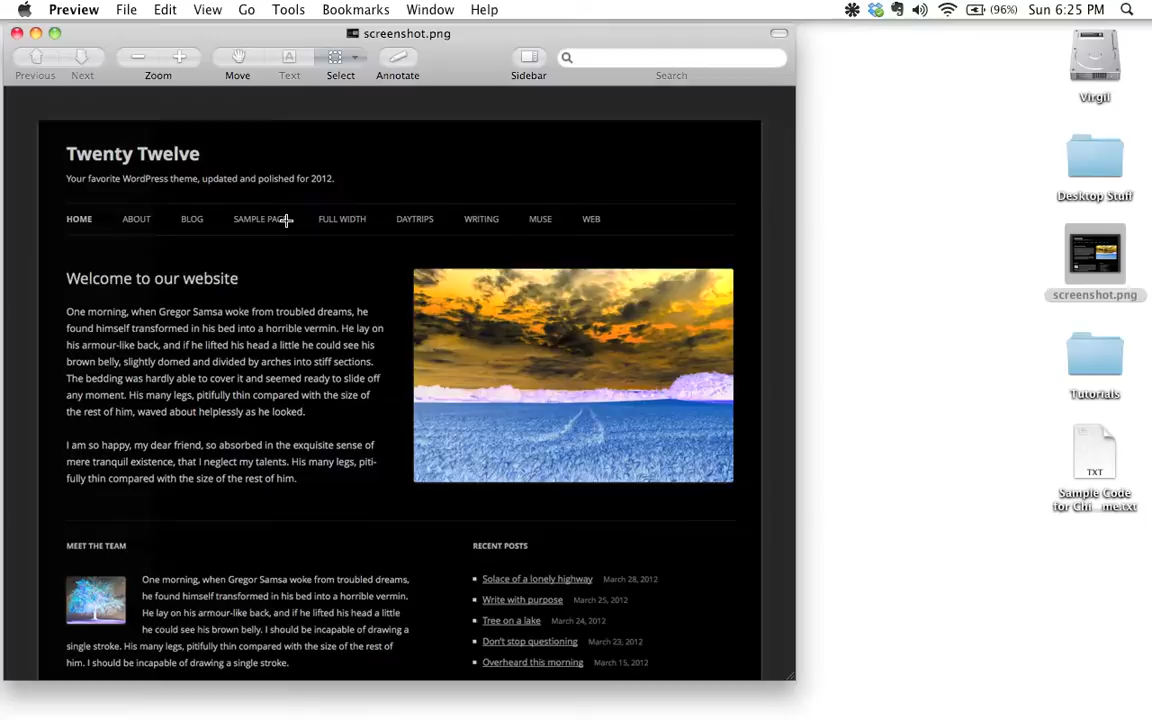 Preview File Edit View Go Tools Bookmarks Window Help (96%) Sun 6:25 PM
screenshot.png
Previous Next Zoom Move Text Select Annotate Sidebar Search
Virgil
Desktop Stuff
screenshot.png
Tutorials
TXT
Sample Code
for Chi...me.txt
Twenty Twelve
Your favorite WordPress theme, updated and polished for 2012.
HOME ABOUT BLOG SAMPLE PAGE FULL WIDTH DAYTRIPS WRITING MUSE WEB
Welcome to our website
One morning, when Gregor Samsa woke from troubled dreams, he
found himself transformed in his bed into a horrible vermin. He lay on
his armour-like back, and if he lifted his head a little he could see his
brown belly, slightly domed and divided by arches into stiff sections.
The bedding was hardly able to cover it and seemed ready to slide off
any moment. His many legs, pitifully thin compared with the size of
the rest of him, waved about helplessly as he looked.
I am so happy, my dear friend, so absorbed in the exquisite sense of
mere tranquil existence, that I neglect my talents. His many legs, piti-
fully thin compared with the size of the rest of him.
MEET THE TEAM
One morning, when Gregor Samsa woke from troubled dreams,
he found himself transformed in his bed into a horrible vermin.
He lay on his armour-like back, and if he lifted his head a little
he could see his brown belly. I should be incapable of drawing a
single stroke. His many legs, pitifully thin compared with the size of the rest of
him. I should be incapable of drawing a single stroke.
RECENT POSTS
Solace of a lonely highway March 28, 2012
Write with purpose March 25, 2012
Tree on a lake March 24, 2012
Don't stop questioning March 23, 2012
Overheard this morning March 15, 2012